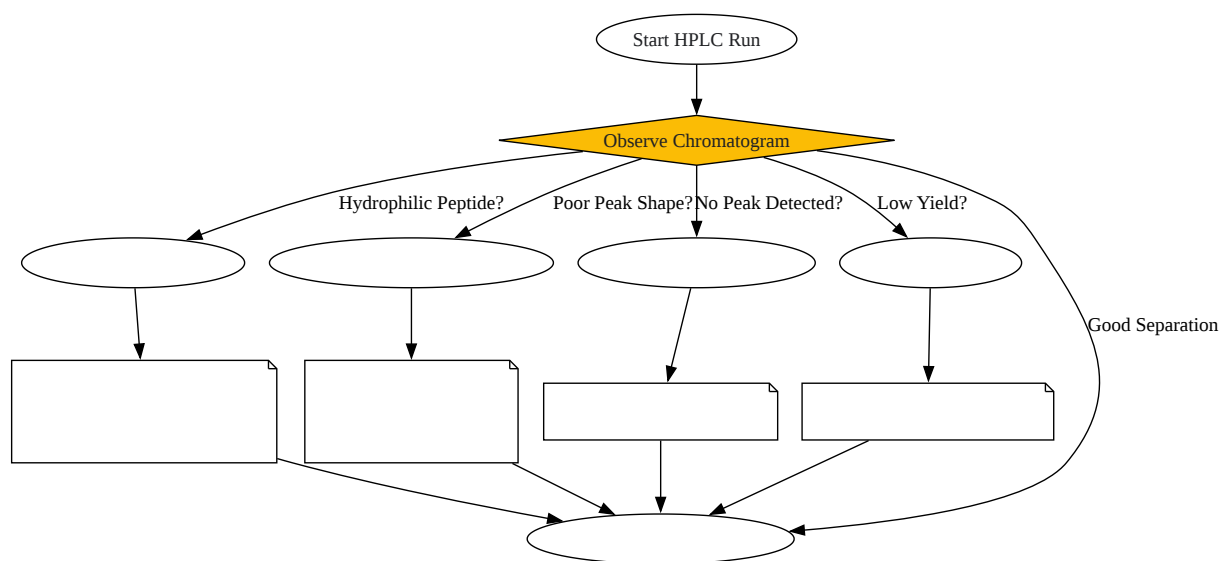 Start HPLC Run
Observe Chromatogram
Hydrophilic Peptide?
Poor Peak Shape?
No Peak Detected?
Low Yield?
Good Separation